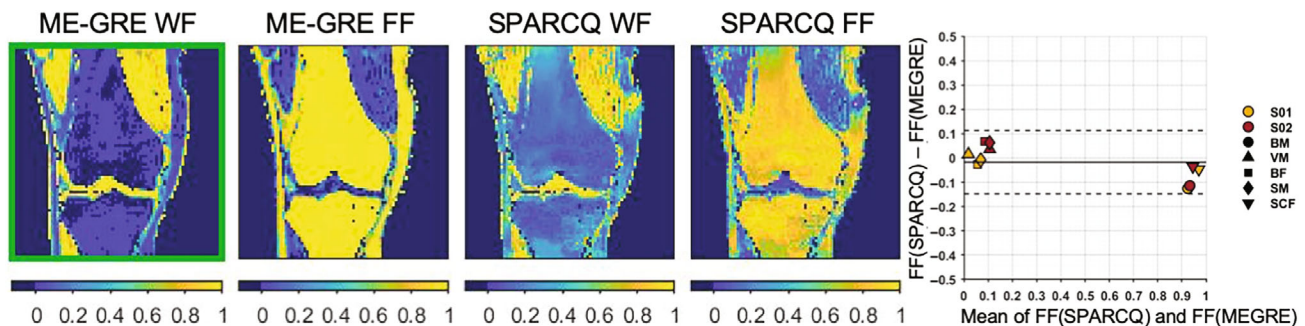 ME-GRE WF
ME-GRE FF
SPARCQ WF
SPARCQ FF
0 0.2 0.4 0.6 0.8 1
0 0.2 0.4 0.6 0.8 1
0 0.2 0.4 0.6 0.8 1
0 0.2 0.4 0.6 0.8 1
FF(SPARCQ) – FF(MEGRE)
0.5
0.4
0.3
0.2
0.1
0
−0.1
−0.2
−0.3
−0.4
−0.5
0 0.1 0.2 0.3 0.4 0.5 0.6 0.7 0.8 0.9 1
Mean of FF(SPARCQ) and FF(MEGRE)
S01
S02
BM
VM
BF
SM
SCF